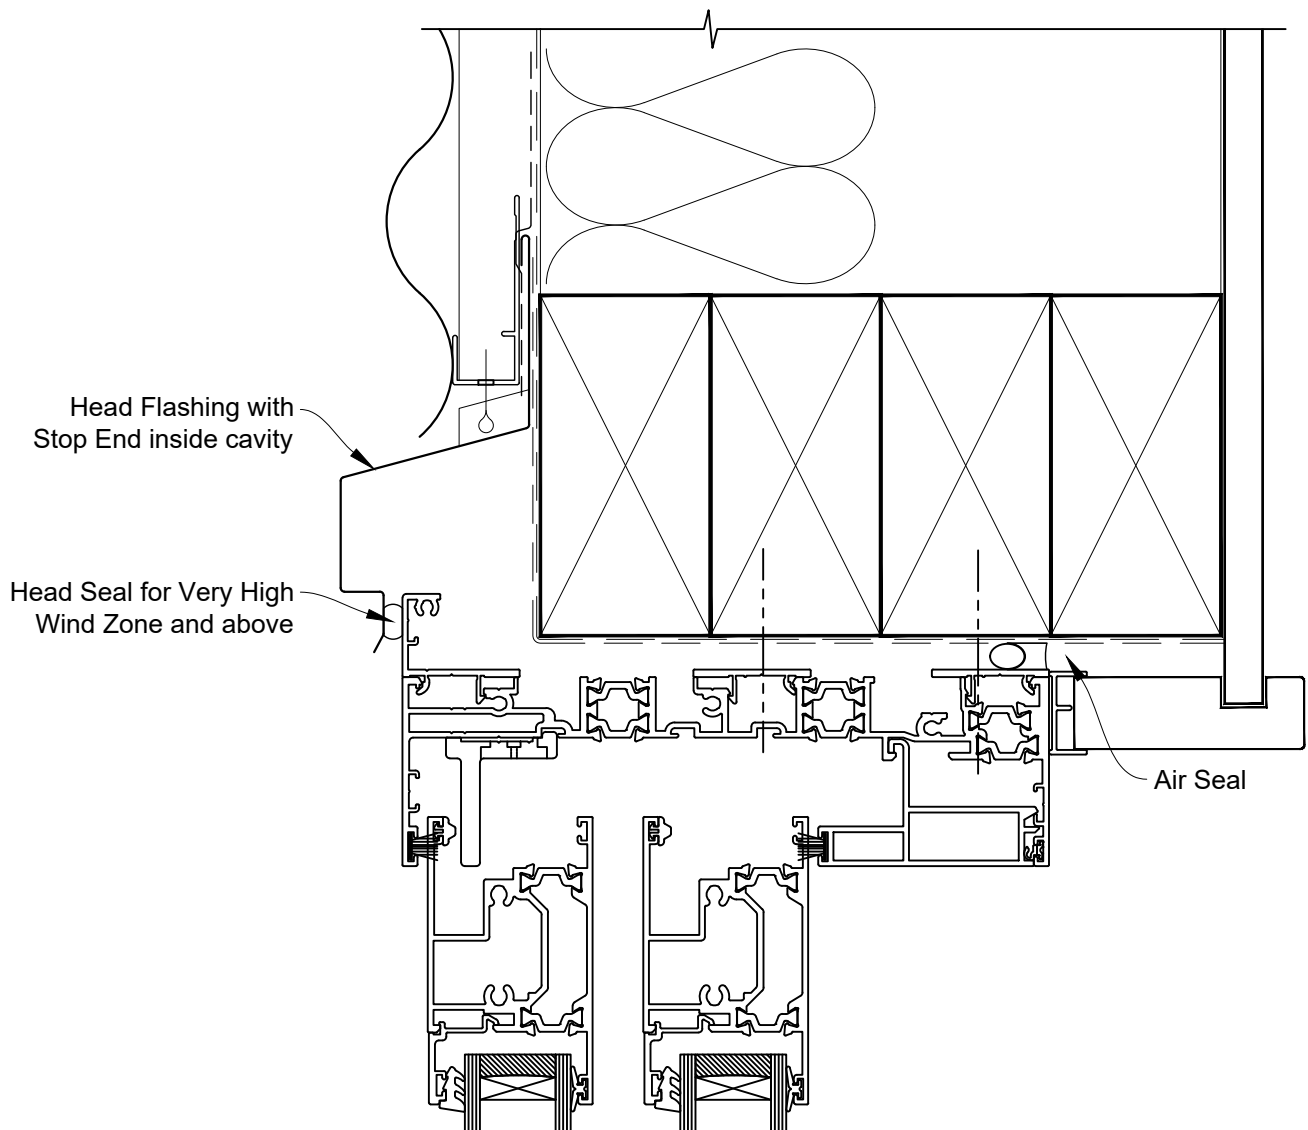 Head Flashing with
Stop End inside cavity
Head Seal for Very High
Wind Zone and above
Air Seal